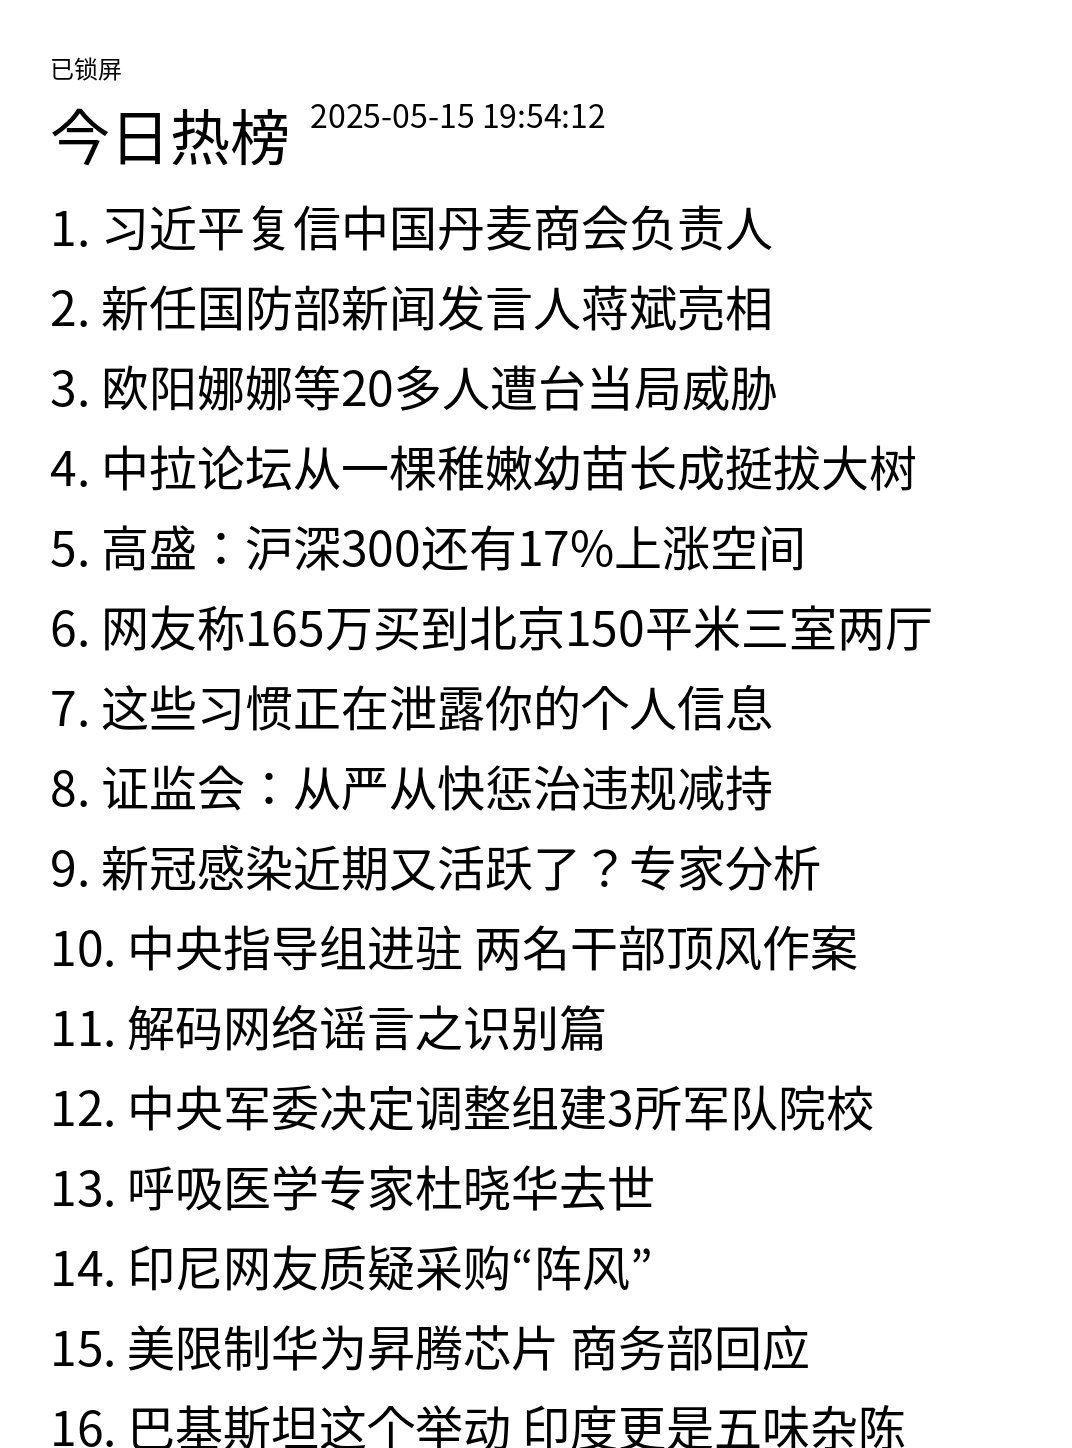 已锁屏
今日热榜 2025-05-15 19:54:12
1. 习近平复信中国丹麦商会负责人
2. 新任国防部新闻发言人蒋斌亮相
3. 欧阳娜娜等20多人遭台当局威胁
4. 中拉论坛从一棵稚嫩幼苗长成挺拔大树
5. 高盛：沪深300还有17%上涨空间
6. 网友称165万买到北京150平米三室两厅
7. 这些习惯正在泄露你的个人信息
8. 证监会：从严从快惩治违规减持
9. 新冠感染近期又活跃了？专家分析
10. 中央指导组进驻 两名干部顶风作案
11. 解码网络谣言之识别篇
12. 中央军委决定调整组建3所军队院校
13. 呼吸医学专家杜晓华去世
14. 印尼网友质疑采购“阵风”
15. 美限制华为昇腾芯片 商务部回应
16. 巴基斯坦这个举动 印度更是五味杂陈